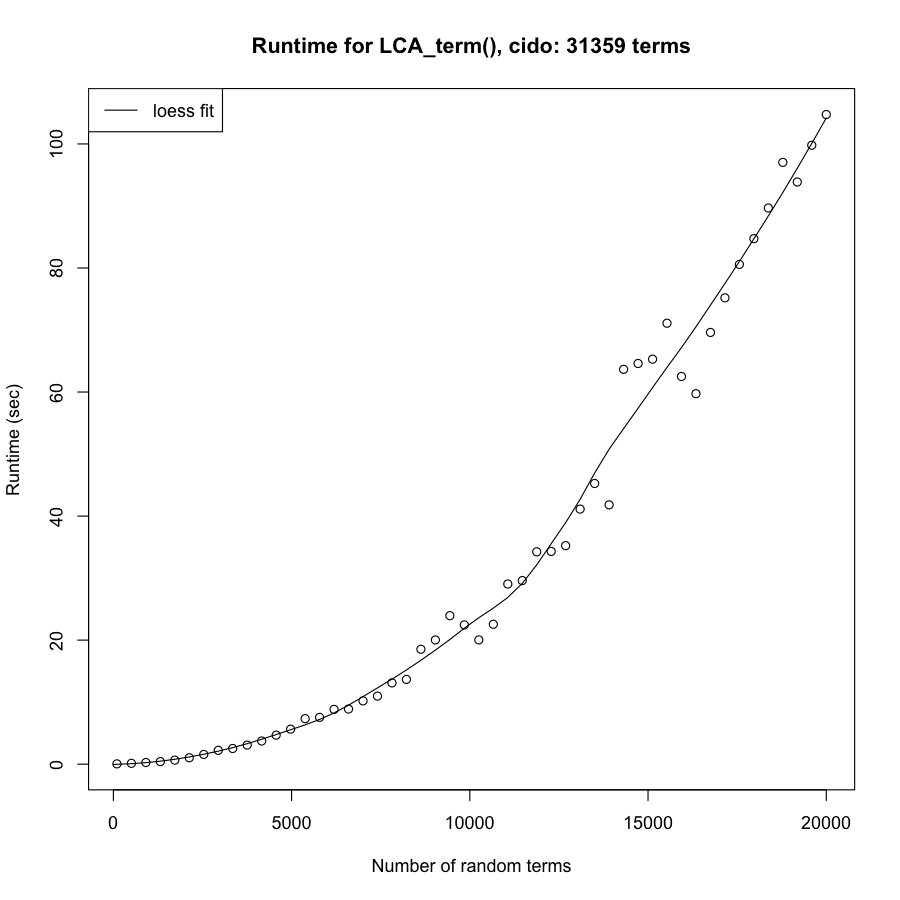 Runtime for LCA_term(), cido: 31359 terms
loess fit
Runtime (sec)
100
80
60
40
20
0
0 5000 10000 15000 20000
Number of random terms